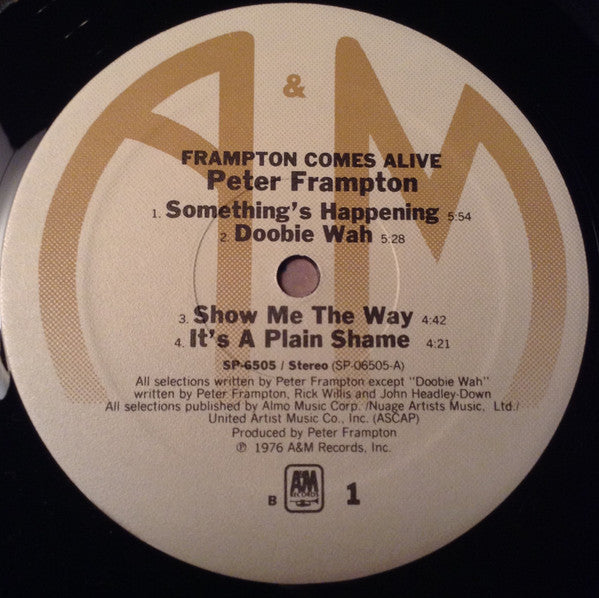 A & M
FRAMPTON COMES ALIVE
Peter Frampton
1. Something's Happening 5:54
2. Doobie Wah 5:28
3. Show Me The Way 4:42
4. It's A Plain Shame 4:21
SP-6505 / Stereo (SP-06505-A)
All selections written by Peter Frampton except "Doobie Wah"
written by Peter Frampton, Rick Willis and John Headley-Down
All selections published by Almo Music Corp. /Nuage Artists Music, Ltd./
United Artist Music Co., Inc. (ASCAP)
Produced by Peter Frampton
℗ 1976 A&M Records, Inc.
B A&M RECORDS 1